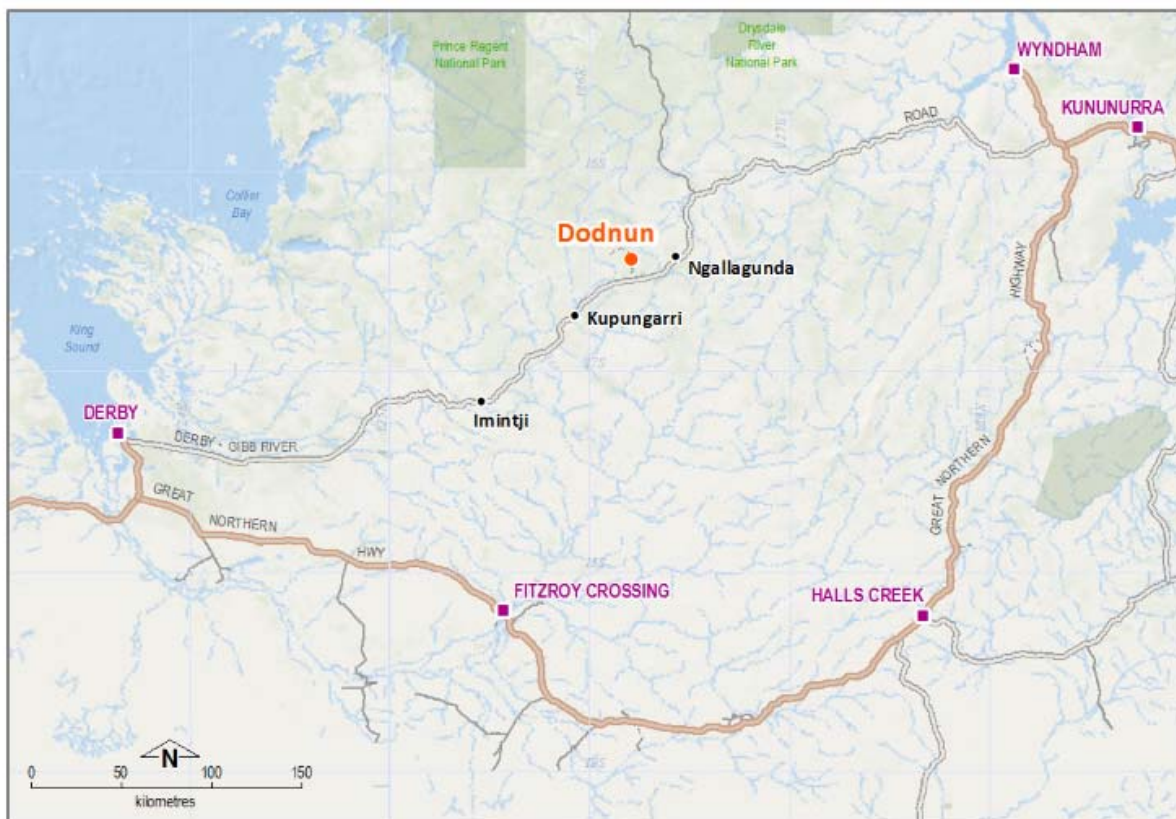 Prince Regent
National Park
Drysdale
River
National Park
WYNDHAM
KUNUNURRA
ROAD
Collier
Bay
Dodnun
Ngallagunda
HIGHWAY
Kupungarri
King
Sound
DERBY
Imintji
DERBY - GIBB RIVER
GREAT NORTHERN
GREAT
NORTHERN
HWY
FITZROY CROSSING
HALLS CREEK
N
0 50 100 150
kilometres